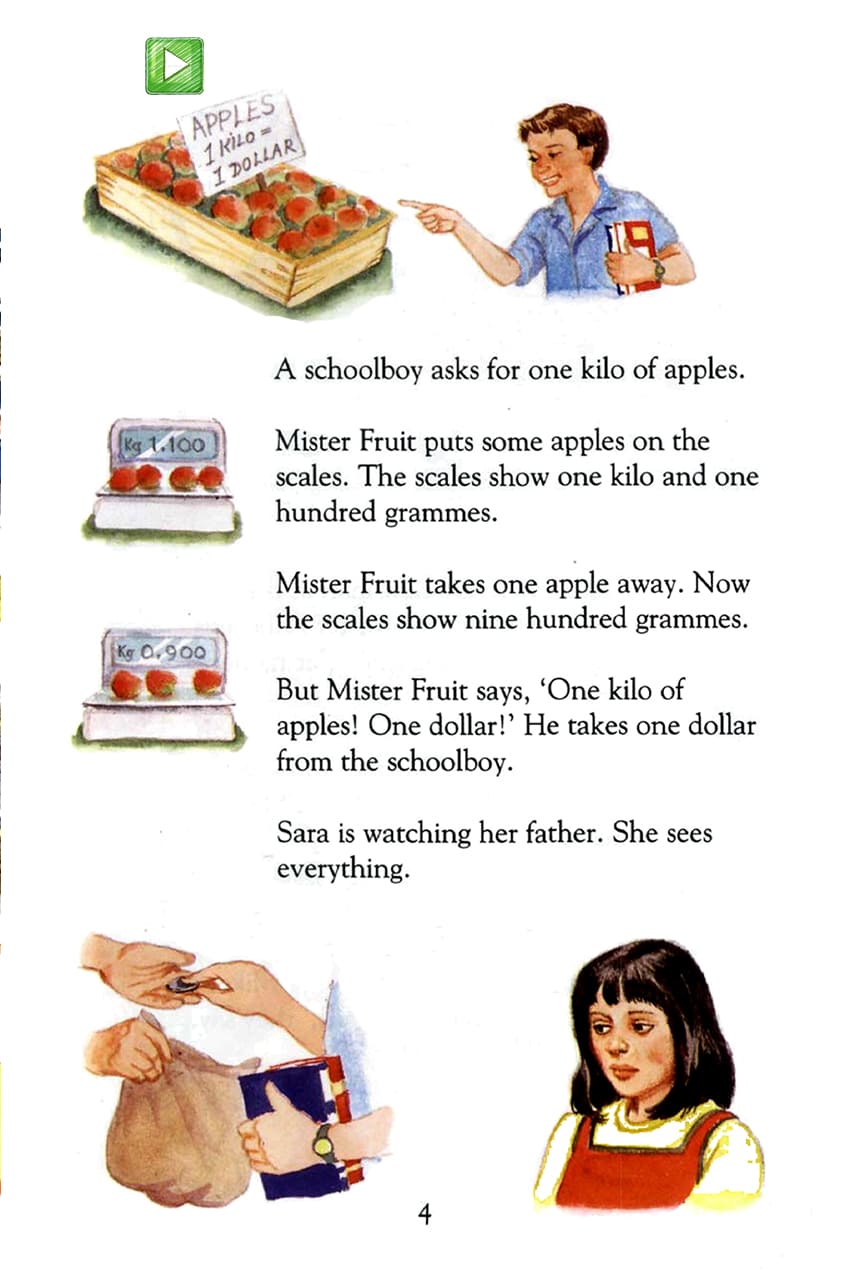 APPLES
1 KILO =
1 DOLLAR
A schoolboy asks for one kilo of apples.
Kg 1.100
Mister Fruit puts some apples on the
scales. The scales show one kilo and one
hundred grammes.
Mister Fruit takes one apple away. Now
the scales show nine hundred grammes.
Kg 0.900
But Mister Fruit says, ‘One kilo of
apples! One dollar!’ He takes one dollar
from the schoolboy.
Sara is watching her father. She sees
everything.
4